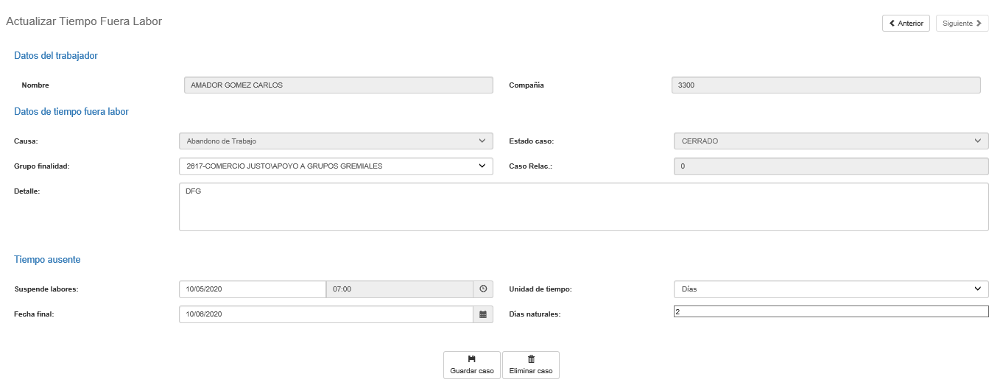 Actualizar Tiempo Fuera Labor
Anterior Siguiente
Datos del trabajador
Nombre AMADOR GOMEZ CARLOS Compañía 3300
Datos de tiempo fuera labor
Causa: Abandono de Trabajo Estado caso: CERRADO
Grupo finalidad: 2617-COMERCIO JUSTO\APOYO A GRUPOS GREMIALES Caso Relac.: 0
Detalle: DFG
Tiempo ausente
Suspende labores: 10/05/2020 07:00 Unidad de tiempo: Días
Fecha final: 10/06/2020 Días naturales: 2
Guardar caso Eliminar caso